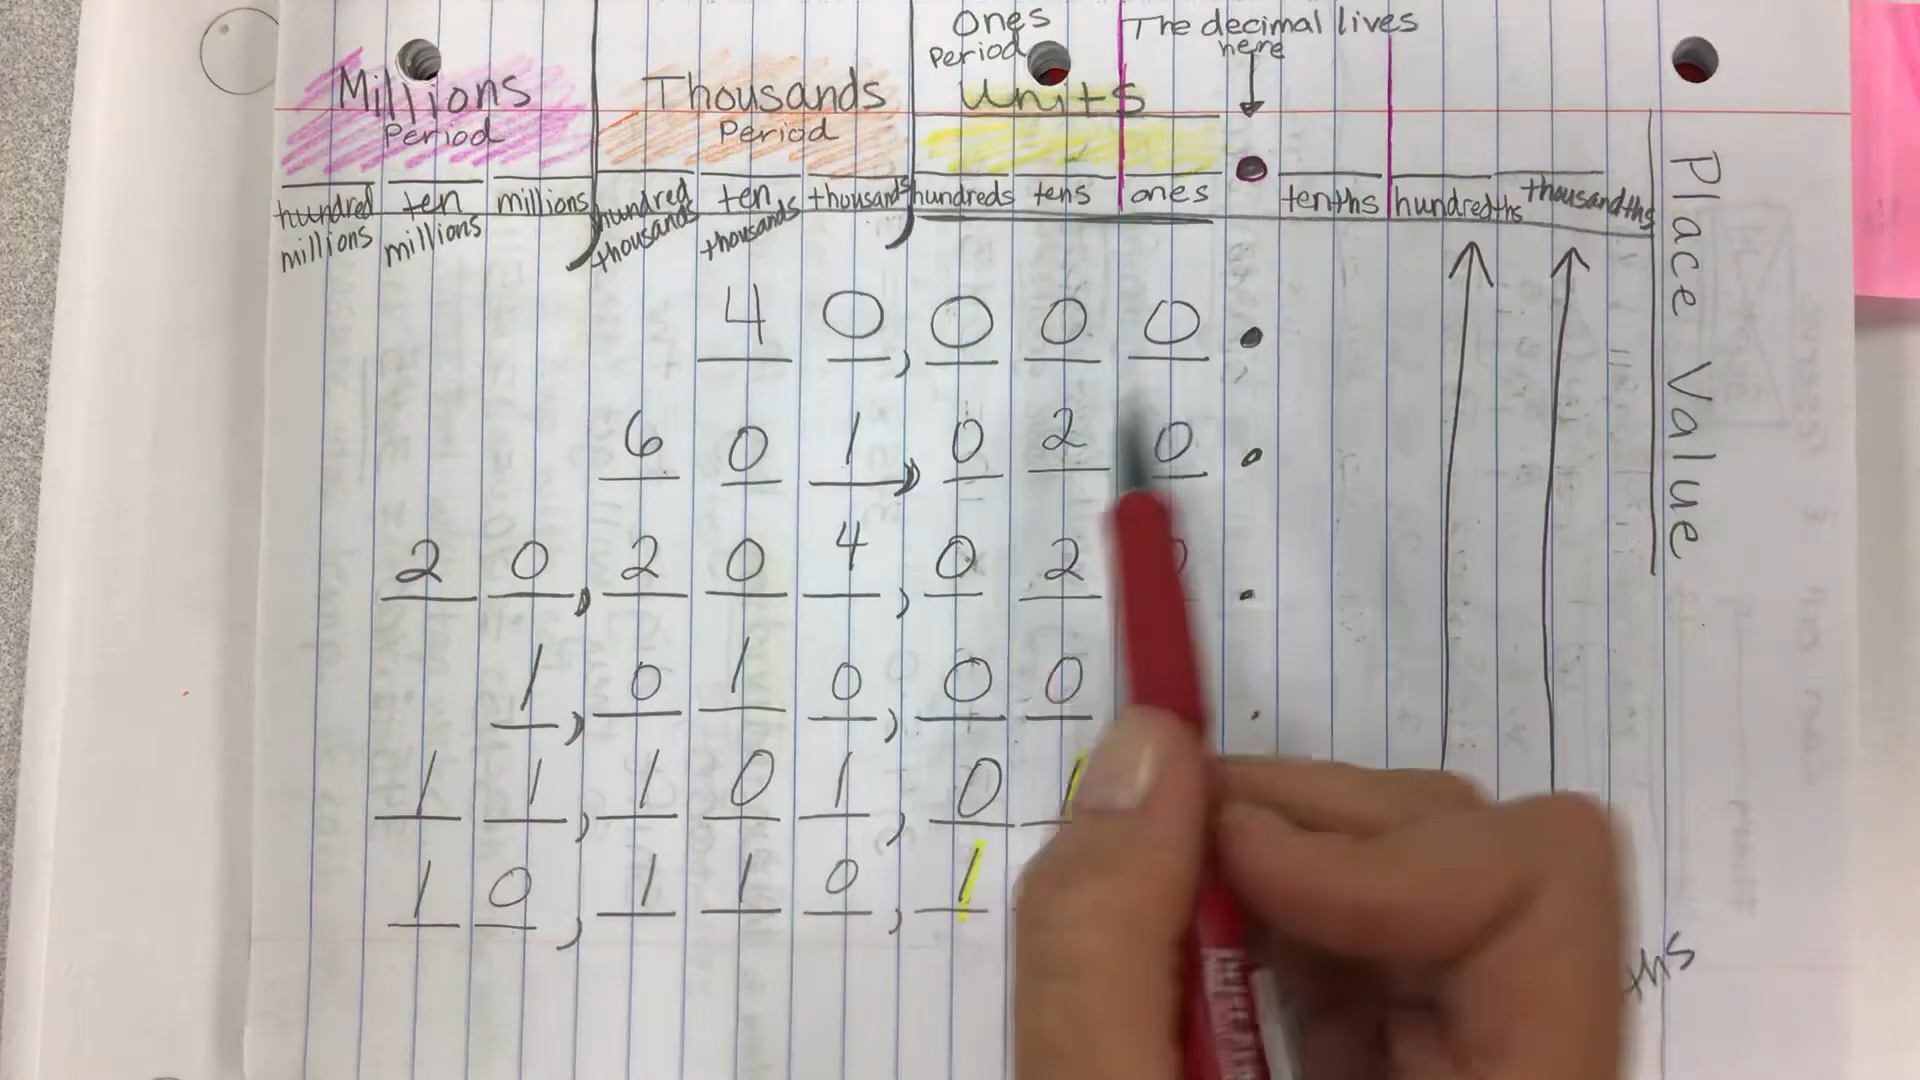 Ones
Period
The decimal lives
here
Millions
Period
Thousands
Period
Units
hundred millions
ten millions
millions
hundred thousands
ten thousands
thousands
hundreds
tens
ones
tenths
hundredths
thousandths
Place Value
4 0, 0 0 0 .
6 0 1, 0 2 0 .
2 0, 2 0 4, 0 2 .
1, 0 1 0, 0 0 .
1 1, 1 0 1, 0 1
1 0, 1 1 0, 1
ths